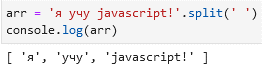 arr = 'я учу javascript!'.split(' ')
console.log(arr)
[ 'я', 'учу', 'javascript!' ]